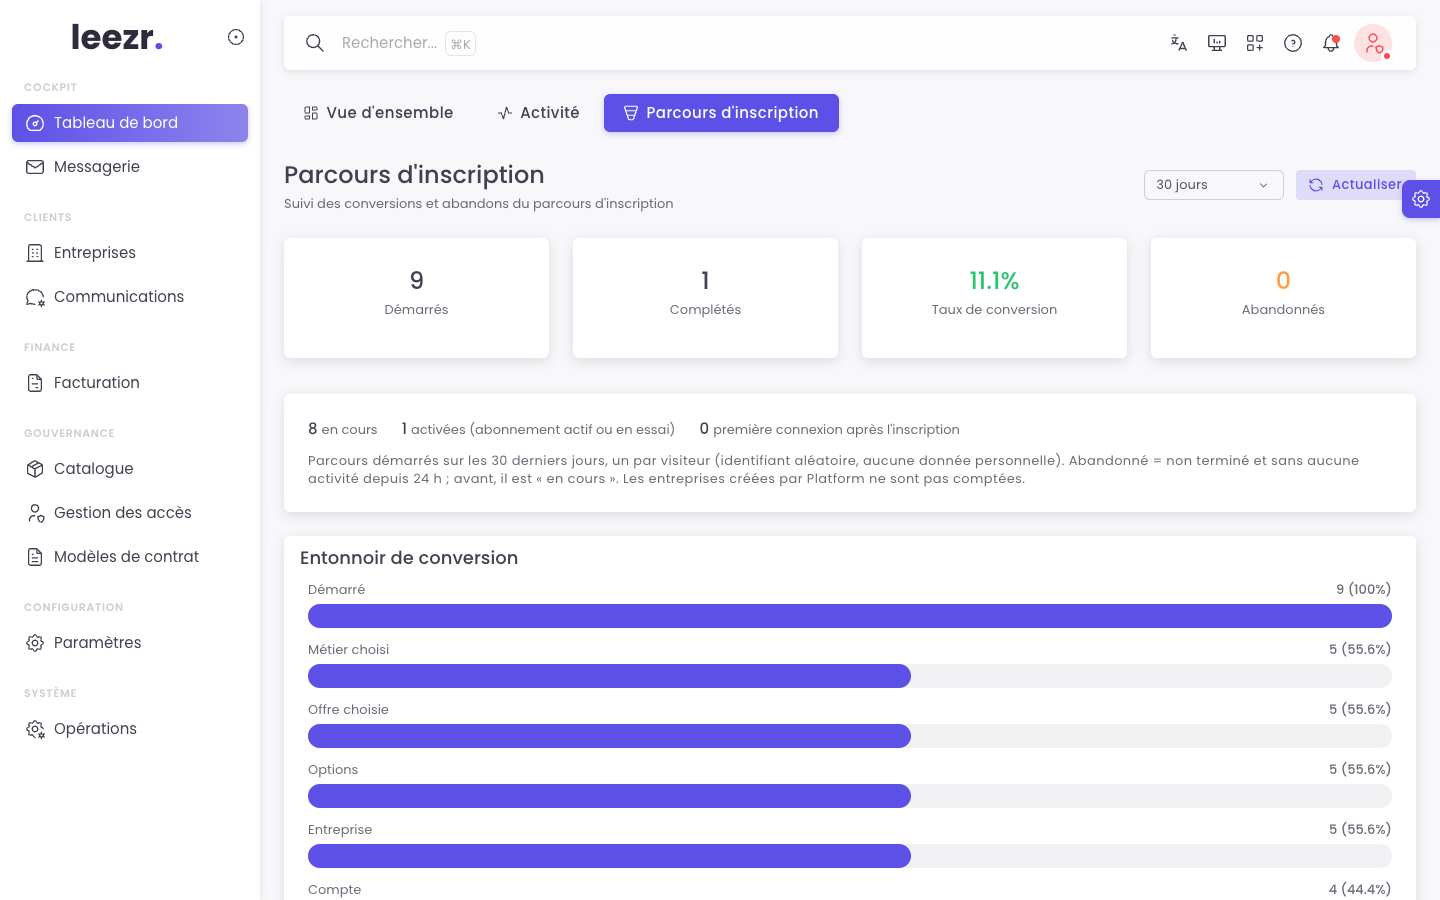 leezr.
COCKPIT
Tableau de bord
Messagerie
CLIENTS
Entreprises
Communications
FINANCE
Facturation
GOUVERNANCE
Catalogue
Gestion des accès
Modèles de contrat
CONFIGURATION
Paramètres
SYSTÈME
Opérations
Rechercher... ⌘K
Vue d'ensemble
Activité
Parcours d'inscription
Parcours d'inscription
Suivi des conversions et abandons du parcours d'inscription
30 jours
Actualiser
9
Démarrés
1
Complétés
11.1%
Taux de conversion
0
Abandonnés
8 en cours 1 activées (abonnement actif ou en essai) 0 première connexion après l'inscription
Parcours démarrés sur les 30 derniers jours, un par visiteur (identifiant aléatoire, aucune donnée personnelle). Abandonné = non terminé et sans aucune
activité depuis 24 h ; avant, il est « en cours ». Les entreprises créées par Platform ne sont pas comptées.
Entonnoir de conversion
Démarré 9 (100%)
Métier choisi 5 (55.6%)
Offre choisie 5 (55.6%)
Options 5 (55.6%)
Entreprise 5 (55.6%)
Compte 4 (44.4%)